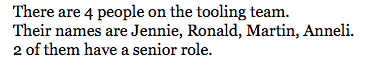 There are 4 people on the tooling team.
Their names are Jennie, Ronald, Martin, Anneli.
2 of them have a senior role.